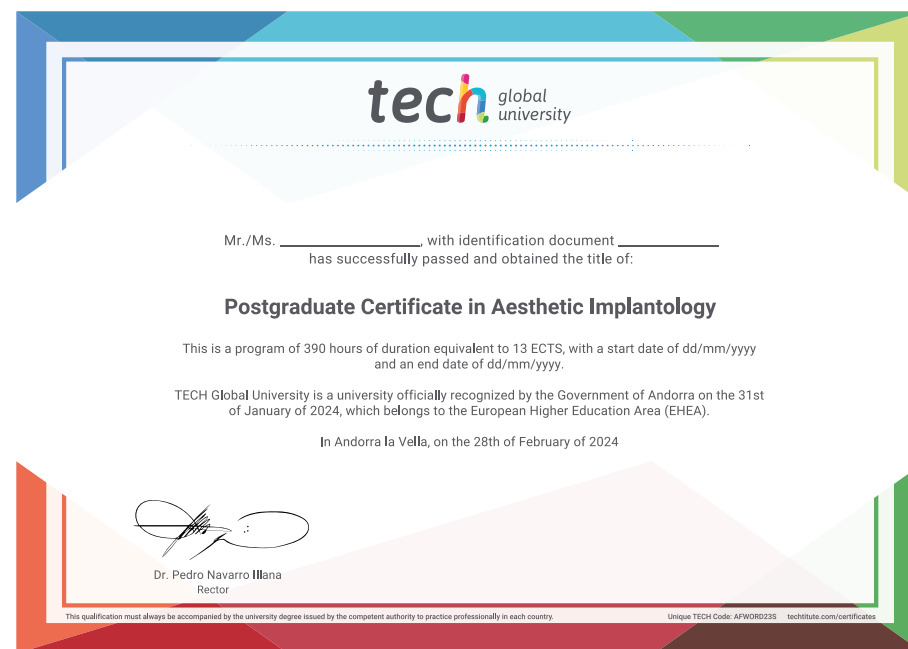 tech global
university
Mr./Ms. ____________, with identification document ____________
has successfully passed and obtained the title of:
Postgraduate Certificate in Aesthetic Implantology
This is a program of 390 hours of duration equivalent to 13 ECTS, with a start date of dd/mm/yyyy
and an end date of dd/mm/yyyy.
TECH Global University is a university officially recognized by the Government of Andorra on the 31st
of January of 2024, which belongs to the European Higher Education Area (EHEA).
In Andorra la Vella, on the 28th of February of 2024
Dr. Pedro Navarro Illana
Rector
This qualification must always be accompanied by the university degree issued by the competent authority to practice professionally in each country.
Unique TECH Code: AFWORD23S techtitute.com/certificates